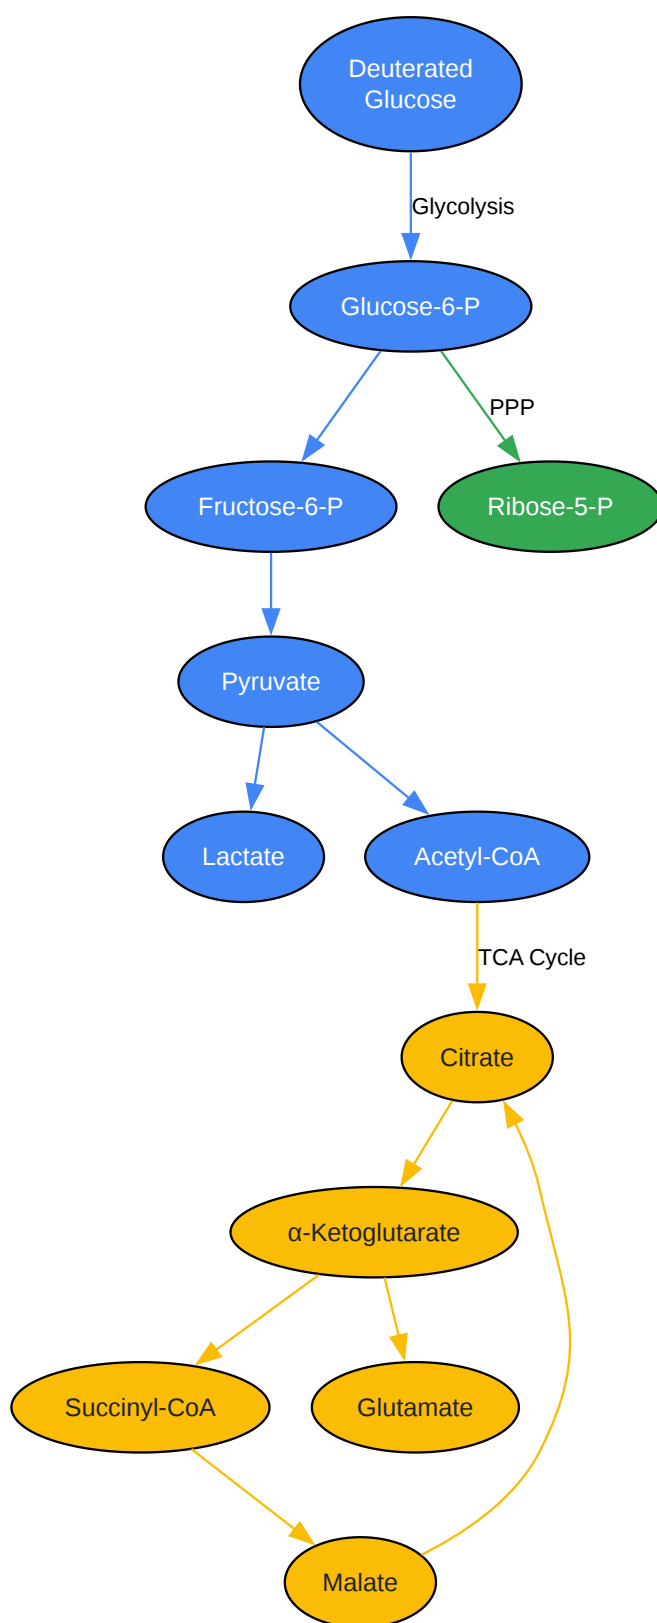 Deuterated
Glucose
Glycolysis
Glucose-6-P
PPP
Fructose-6-P
Ribose-5-P
Pyruvate
Lactate
Acetyl-CoA
TCA Cycle
Citrate
α-Ketoglutarate
Succinyl-CoA
Glutamate
Malate